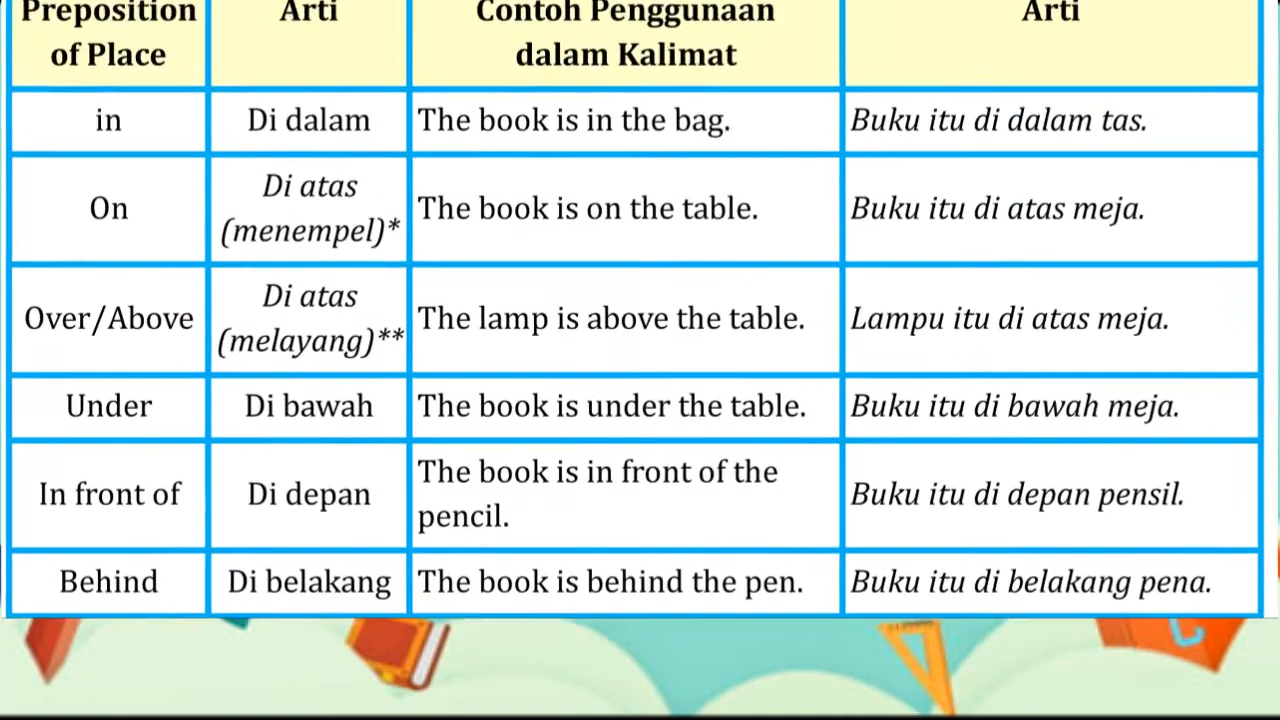 Preposition of Place | Arti | Contoh Penggunaan dalam Kalimat | Arti
in | Di dalam | The book is in the bag. | Buku itu di dalam tas.
On | Di atas (menempel)* | The book is on the table. | Buku itu di atas meja.
Over/Above | Di atas (melayang)** | The lamp is above the table. | Lampu itu di atas meja.
Under | Di bawah | The book is under the table. | Buku itu di bawah meja.
In front of | Di depan | The book is in front of the pencil. | Buku itu di depan pensil.
Behind | Di belakang | The book is behind the pen. | Buku itu di belakang pena.
C